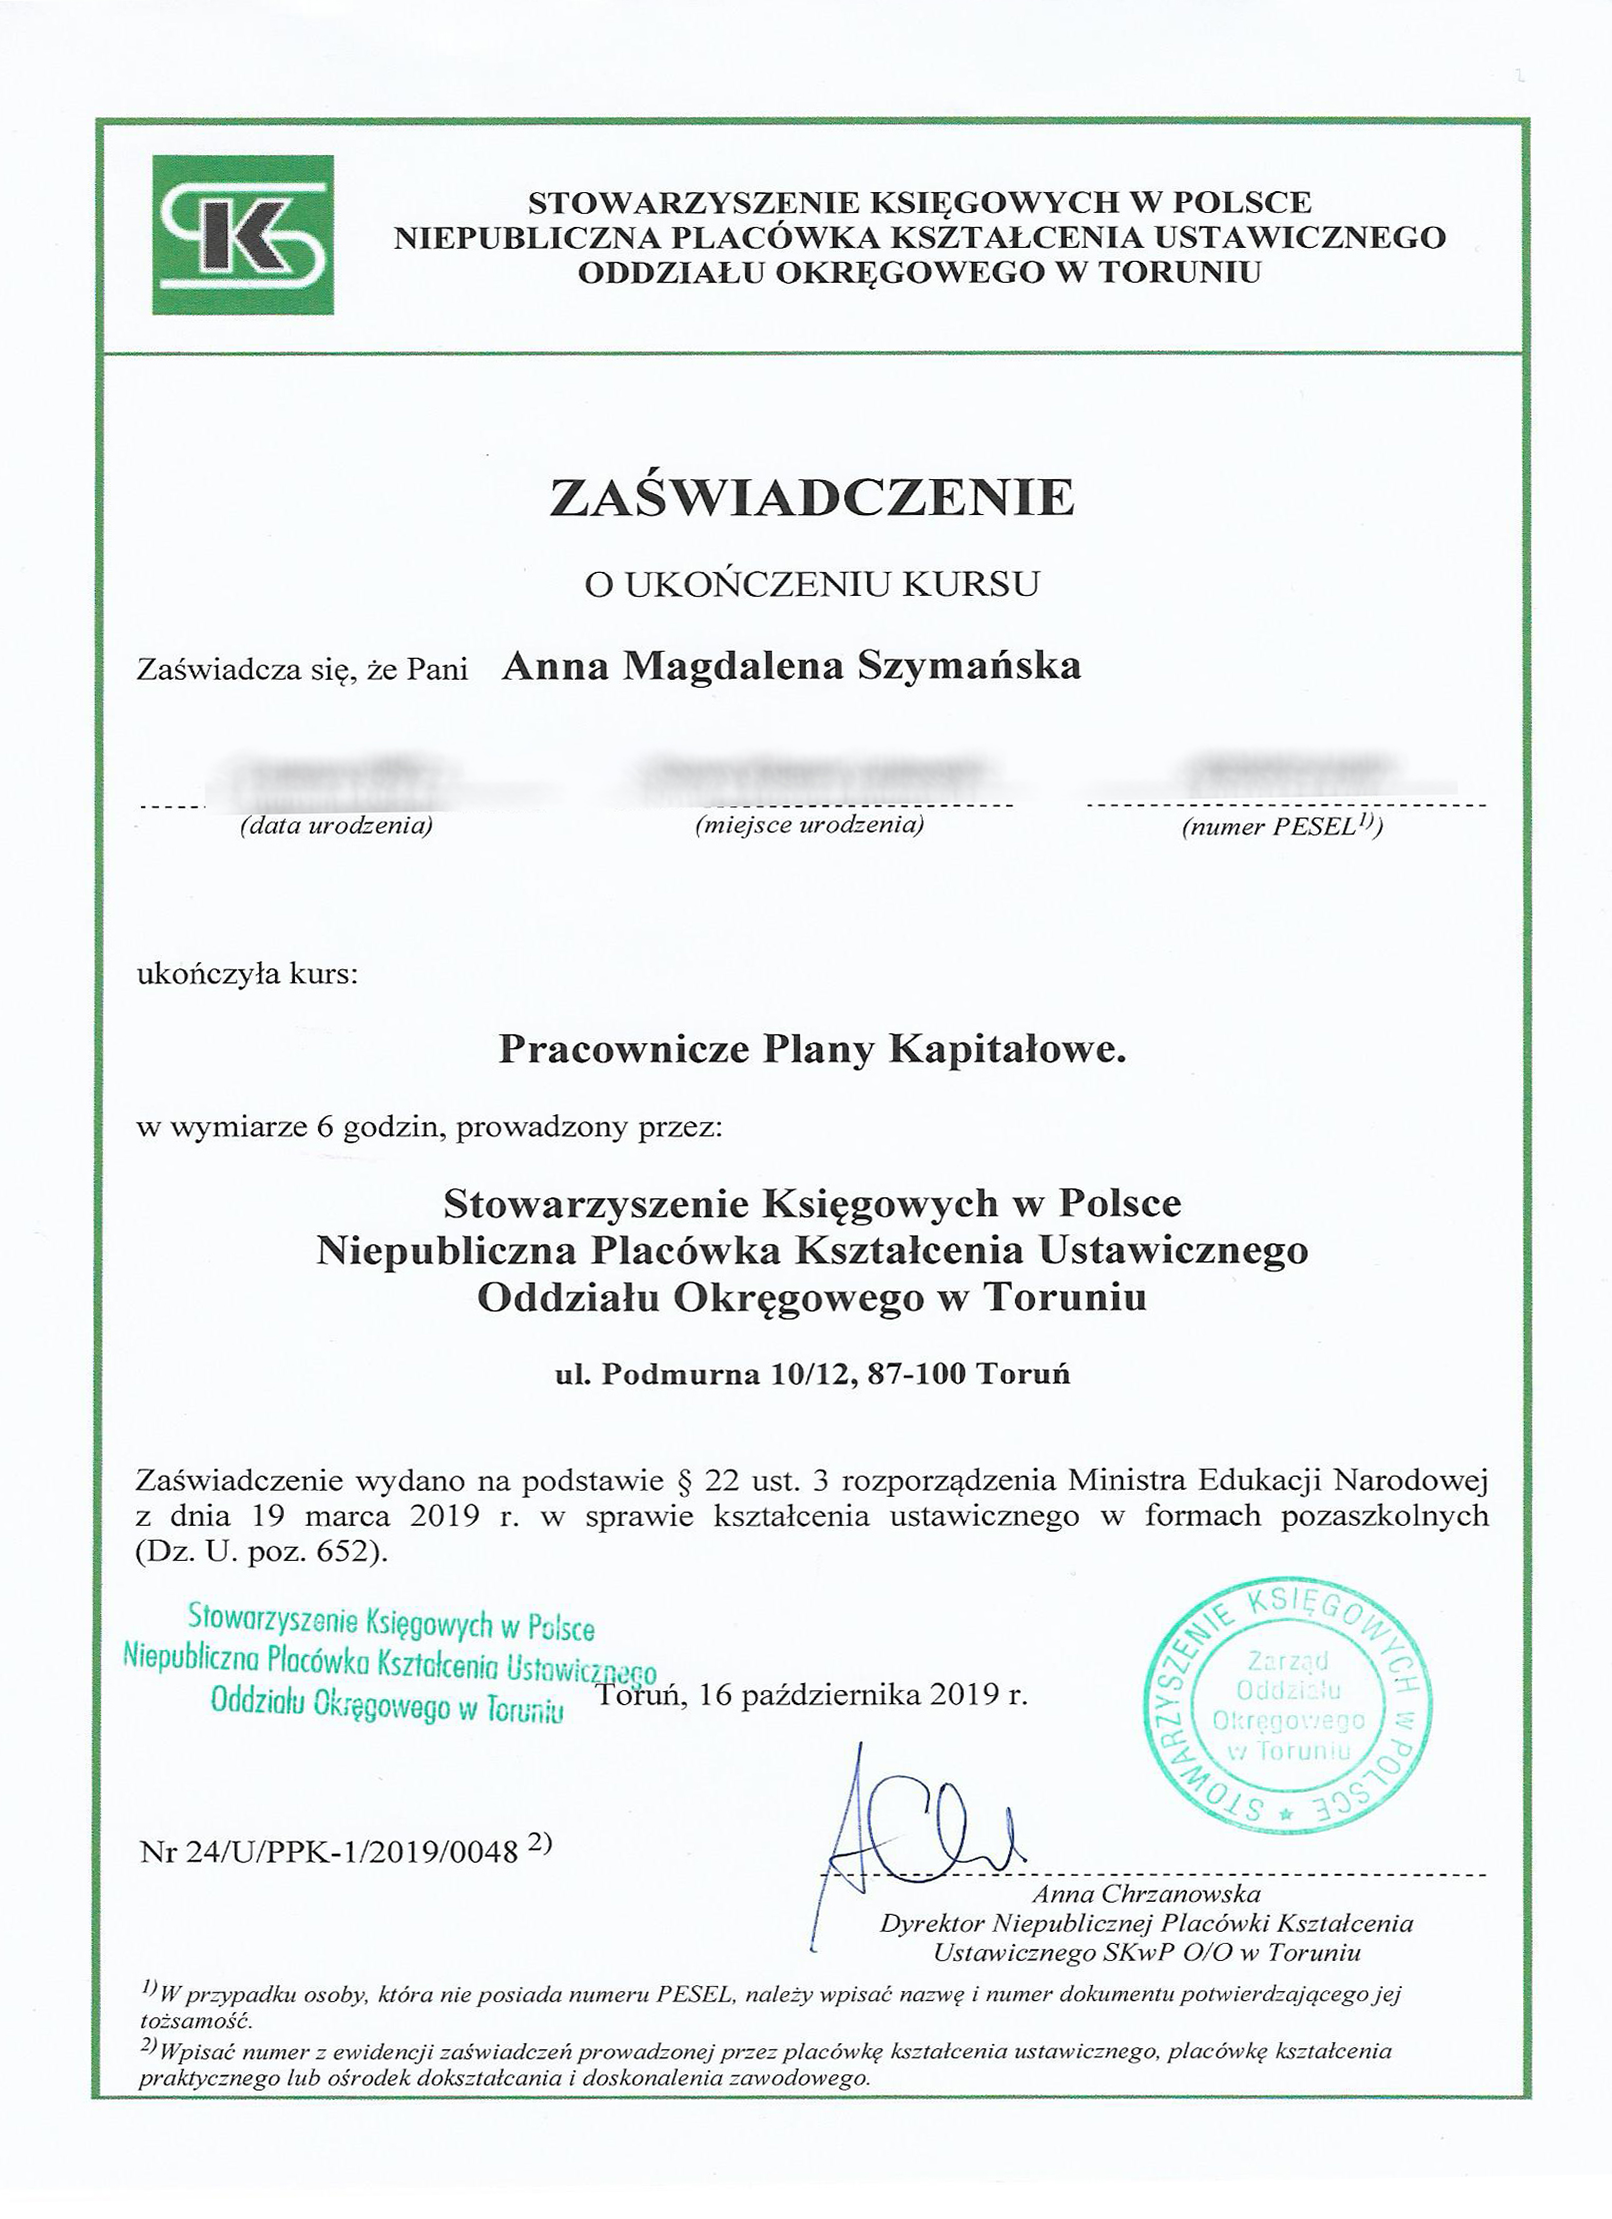 SK
STOWARZYSZENIE KSIĘGOWYCH W POLSCE
NIEPUBLICZNA PLACÓWKA KSZTAŁCENIA USTAWICZNEGO
ODDZIAŁU OKRĘGOWEGO W TORUNIU
ZAŚWIADCZENIE
O UKOŃCZENIU KURSU
Zaświadcza się, że Pani Anna Magdalena Szymańska
(data urodzenia) (miejsce urodzenia) (numer PESEL1))
ukończyła kurs:
Pracownicze Plany Kapitałowe.
w wymiarze 6 godzin, prowadzony przez:
Stowarzyszenie Księgowych w Polsce
Niepubliczna Placówka Kształcenia Ustawicznego
Oddziału Okręgowego w Toruniu
ul. Podmurna 10/12, 87-100 Toruń
Zaświadczenie wydano na podstawie § 22 ust. 3 rozporządzenia Ministra Edukacji Narodowej
z dnia 19 marca 2019 r. w sprawie kształcenia ustawicznego w formach pozaszkolnych
(Dz. U. poz. 652).
Stowarzyszenie Księgowych w Polsce
Niepubliczna Placówka Kształcenia Ustawicznego
Oddziału Okręgowego w Toruniu
Toruń, 16 października 2019 r.
STOWARZYSZENIE KSIĘGOWYCH W POLSCE
Zarząd
Oddziału
Okręgowego
w Toruniu
Nr 24/U/PPK-1/2019/0048 2)
Anna Chrzanowska
Dyrektor Niepublicznej Placówki Kształcenia
Ustawicznego SKwP O/O w Toruniu
1) W przypadku osoby, która nie posiada numeru PESEL, należy wpisać nazwę i numer dokumentu potwierdzającego jej
tożsamość.
2) Wpisać numer z ewidencji zaświadczeń prowadzonej przez placówkę kształcenia ustawicznego, placówkę kształcenia
praktycznego lub ośrodek dokształcania i doskonalenia zawodowego.